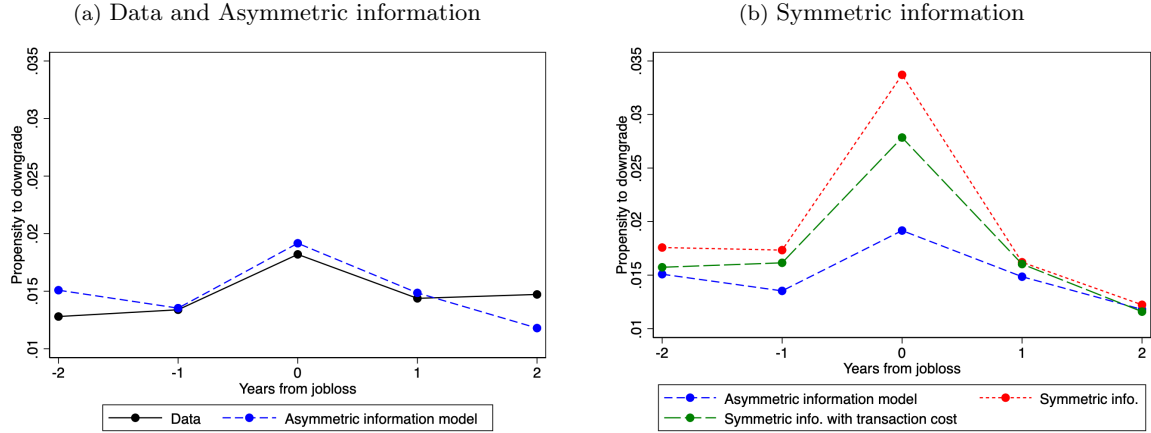 (a) Data and Asymmetric information
Propensity to downgrade
.035
.03
.025
.02
.015
.01
-2
-1
0
1
2
Years from jobloss
Data
Asymmetric information model
(b) Symmetric information
Propensity to downgrade
.035
.03
.025
.02
.015
.01
-2
-1
0
1
2
Years from jobloss
Asymmetric information model
Symmetric info.
Symmetric info. with transaction cost